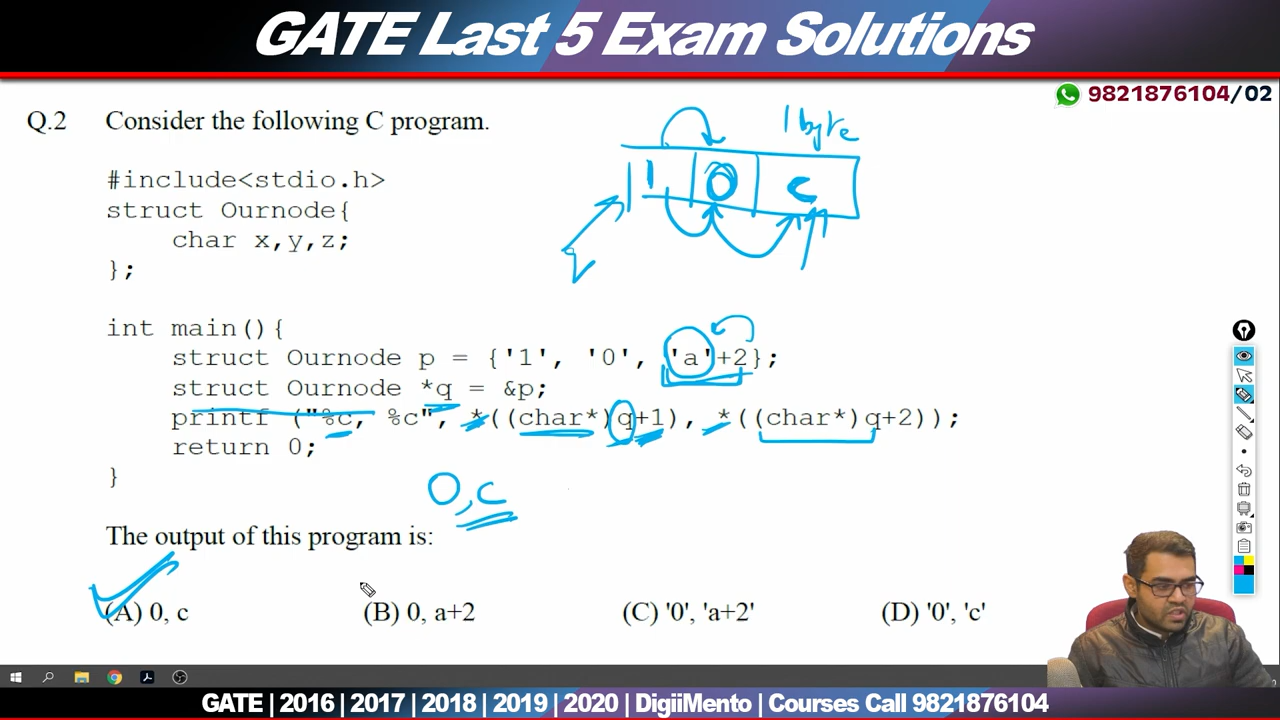 GATE Last 5 Exam Solutions
9821876104/02
Q.2 Consider the following C program.
1 byte
#include<stdio.h>
struct Ournode{
char x,y,z;
};
1 0 c
q
int main(){
struct Ournode p = {'1', '0', 'a'+2};
struct Ournode *q = &p;
printf ("%c, %c", *((char*)q+1), *((char*)q+2));
return 0;
}
0, c
The output of this program is:
(A) 0, c (B) 0, a+2 (C) '0', 'a+2' (D) '0', 'c'
GATE | 2016 | 2017 | 2018 | 2019 | 2020 | DigiiMento | Courses Call 9821876104